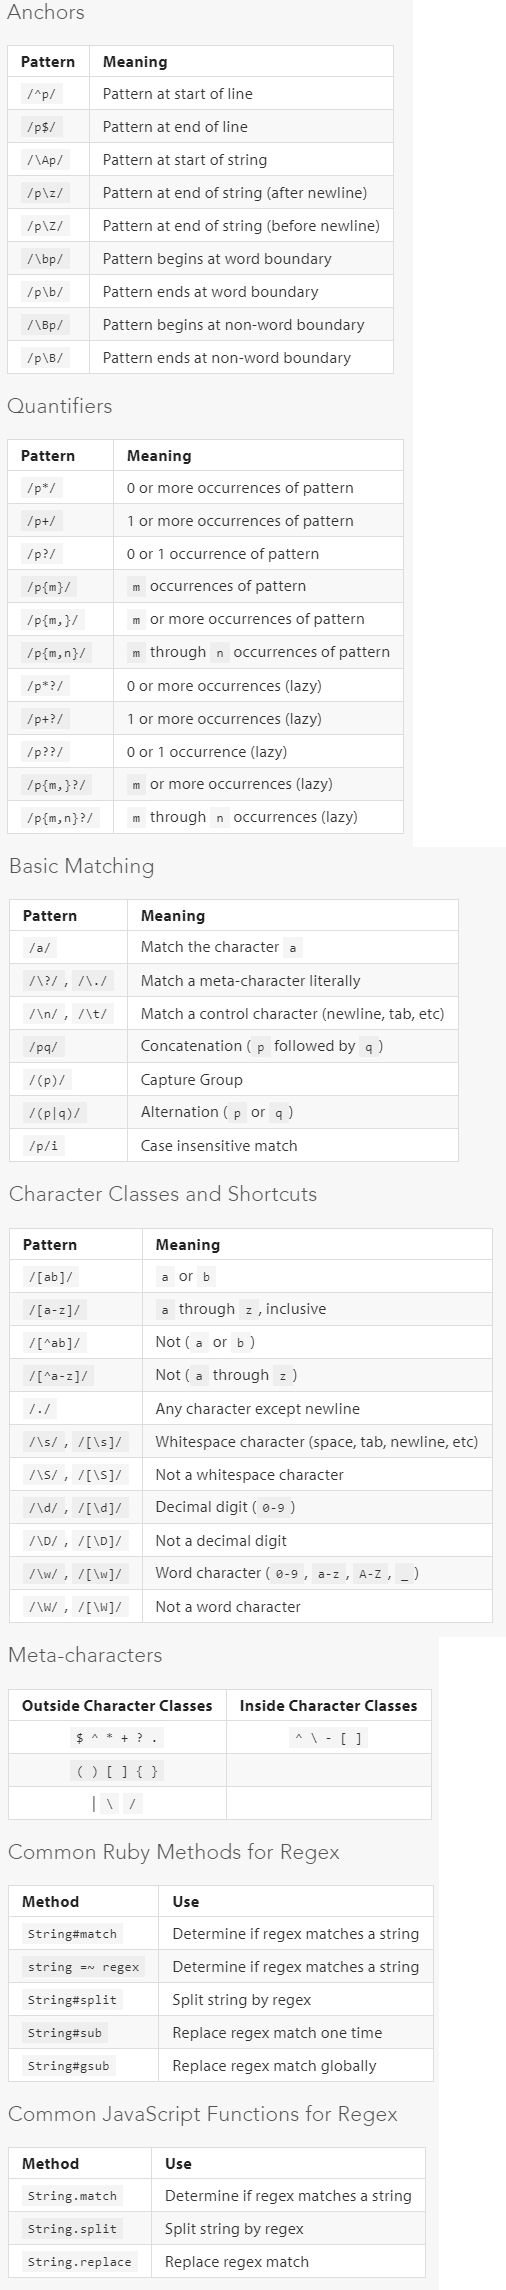 Anchors
Pattern Meaning
/^p/ Pattern at start of line
/p$/ Pattern at end of line
/\Ap/ Pattern at start of string
/p\z/ Pattern at end of string (after newline)
/p\Z/ Pattern at end of string (before newline)
/\bp/ Pattern begins at word boundary
/p\b/ Pattern ends at word boundary
/\Bp/ Pattern begins at non-word boundary
/p\B/ Pattern ends at non-word boundary
Quantifiers
Pattern Meaning
/p*/ 0 or more occurrences of pattern
/p+/ 1 or more occurrences of pattern
/p?/ 0 or 1 occurrence of pattern
/p{m}/ m occurrences of pattern
/p{m,}/ m or more occurrences of pattern
/p{m,n}/ m through n occurrences of pattern
/p*?/ 0 or more occurrences (lazy)
/p+?/ 1 or more occurrences (lazy)
/p??/ 0 or 1 occurrence (lazy)
/p{m,}?/ m or more occurrences (lazy)
/p{m,n}?/ m through n occurrences (lazy)
Basic Matching
Pattern Meaning
/a/ Match the character a
/\?/ , /\./ Match a meta-character literally
/\n/ , /\t/ Match a control character (newline, tab, etc)
/pq/ Concatenation ( p followed by q )
/(p)/ Capture Group
/(p|q)/ Alternation ( p or q )
/p/i Case insensitive match
Character Classes and Shortcuts
Pattern Meaning
/[ab]/ a or b
/[a-z]/ a through z , inclusive
/[^ab]/ Not ( a or b )
/[^a-z]/ Not ( a through z )
/./ Any character except newline
/\s/ , /[\s]/ Whitespace character (space, tab, newline, etc)
/\S/ , /[\S]/ Not a whitespace character
/\d/ , /[\d]/ Decimal digit ( 0-9 )
/\D/ , /[\D]/ Not a decimal digit
/\w/ , /[\w]/ Word character ( 0-9 , a-z , A-Z , _ )
/\W/ , /[\W]/ Not a word character
Meta-characters
Outside Character Classes Inside Character Classes
$ ^ * + ? . ^ \ - [ ]
( ) [ ] { }
| \ /
Common Ruby Methods for Regex
Method Use
String#match Determine if regex matches a string
string =~ regex Determine if regex matches a string
String#split Split string by regex
String#sub Replace regex match one time
String#gsub Replace regex match globally
Common JavaScript Functions for Regex
Method Use
String.match Determine if regex matches a string
String.split Split string by regex
String.replace Replace regex match